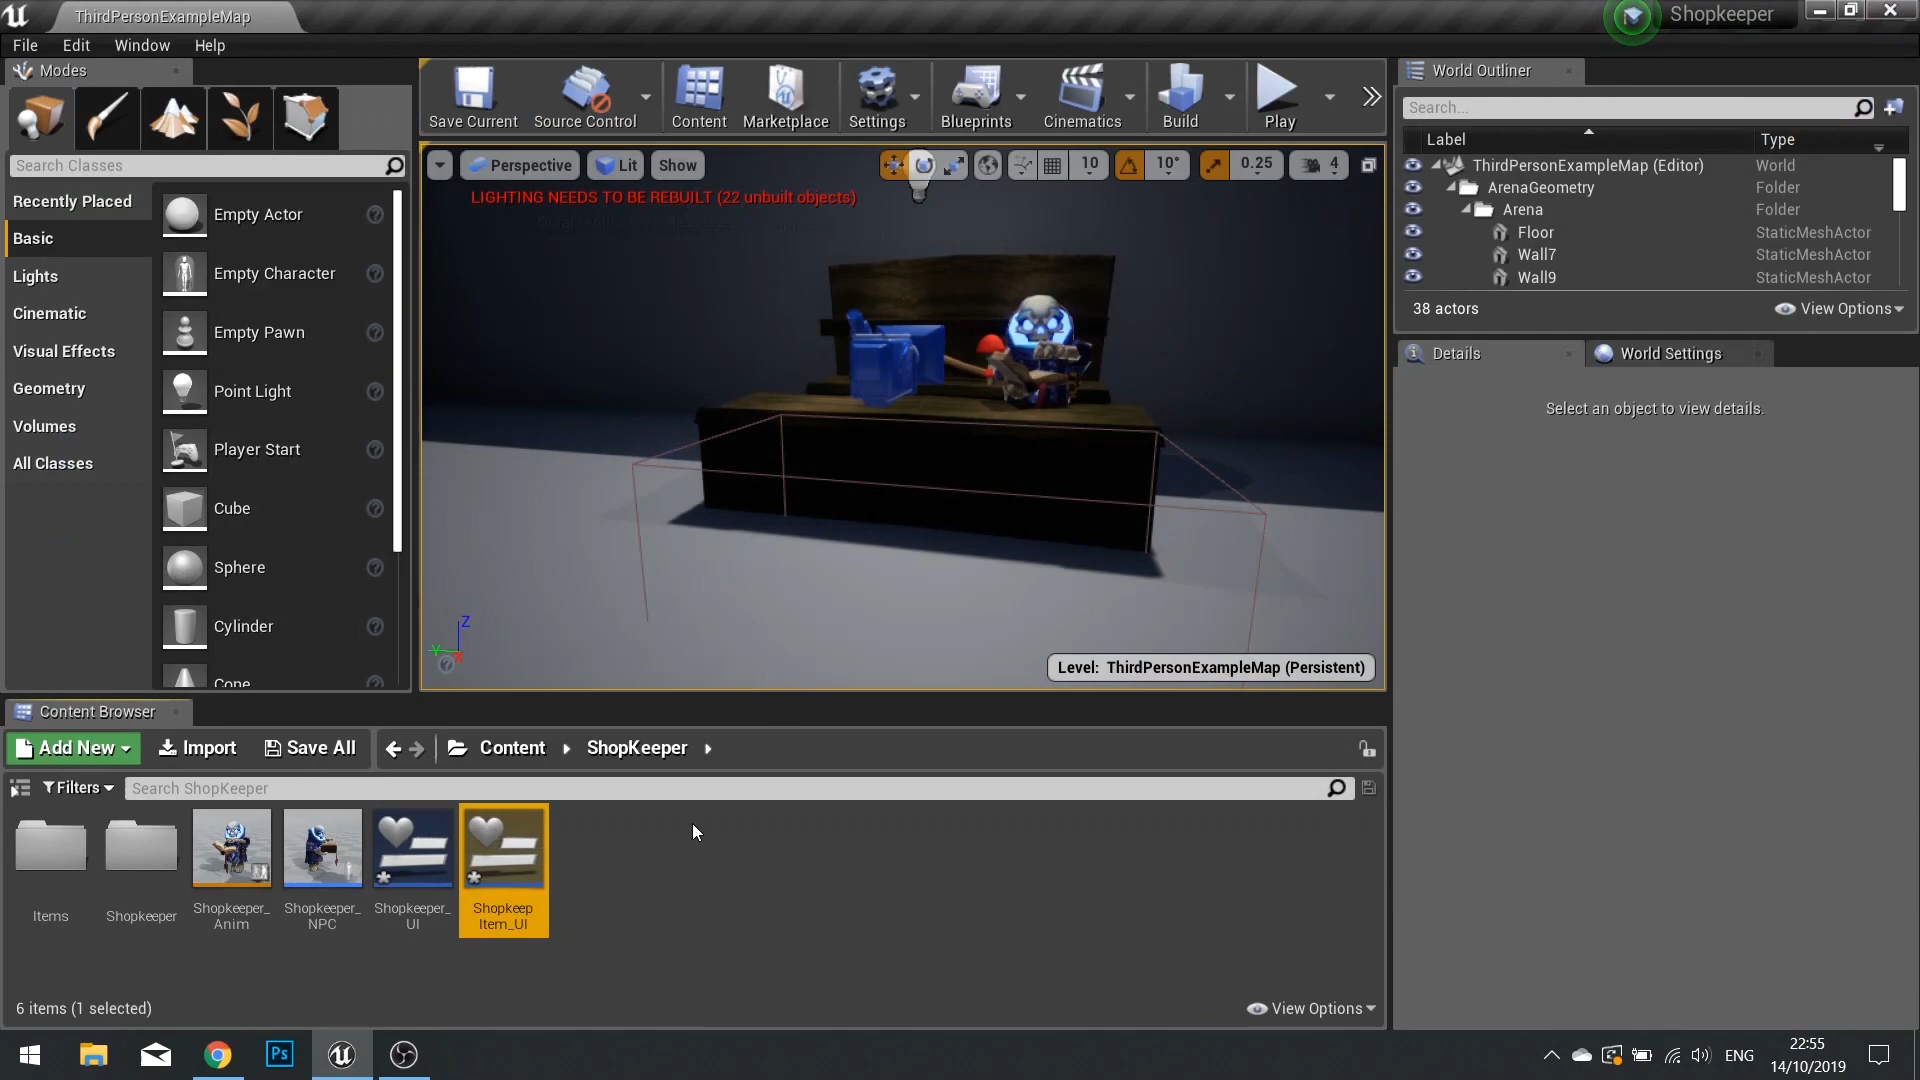 ThirdPersonExampleMap
Shopkeeper
File Edit Window Help
Modes
Search Classes
Recently Placed
Basic
Lights
Cinematic
Visual Effects
Geometry
Volumes
All Classes
Empty Actor
Empty Character
Empty Pawn
Point Light
Player Start
Cube
Sphere
Cylinder
Cone
Save Current Source Control Content Marketplace Settings Blueprints Cinematics Build Play
Perspective Lit Show 10 10° 0.25 4
LIGHTING NEEDS TO BE REBUILT (22 unbuilt objects)
Z
Y
X
Level: ThirdPersonExampleMap (Persistent)
World Outliner
Search...
Label Type
ThirdPersonExampleMap (Editor) World
ArenaGeometry Folder
Arena Folder
Floor StaticMeshActor
Wall7 StaticMeshActor
Wall9 StaticMeshActor
38 actors View Options
Details World Settings
Select an object to view details.
Content Browser
Add New Import Save All Content ShopKeeper
Filters Search ShopKeeper
Items
Shopkeeper
Shopkeeper_
Anim
Shopkeeper_
NPC
Shopkeeper_
UI
Shopkeep
Item_UI
6 items (1 selected) View Options
Ps
ENG
22:55
14/10/2019